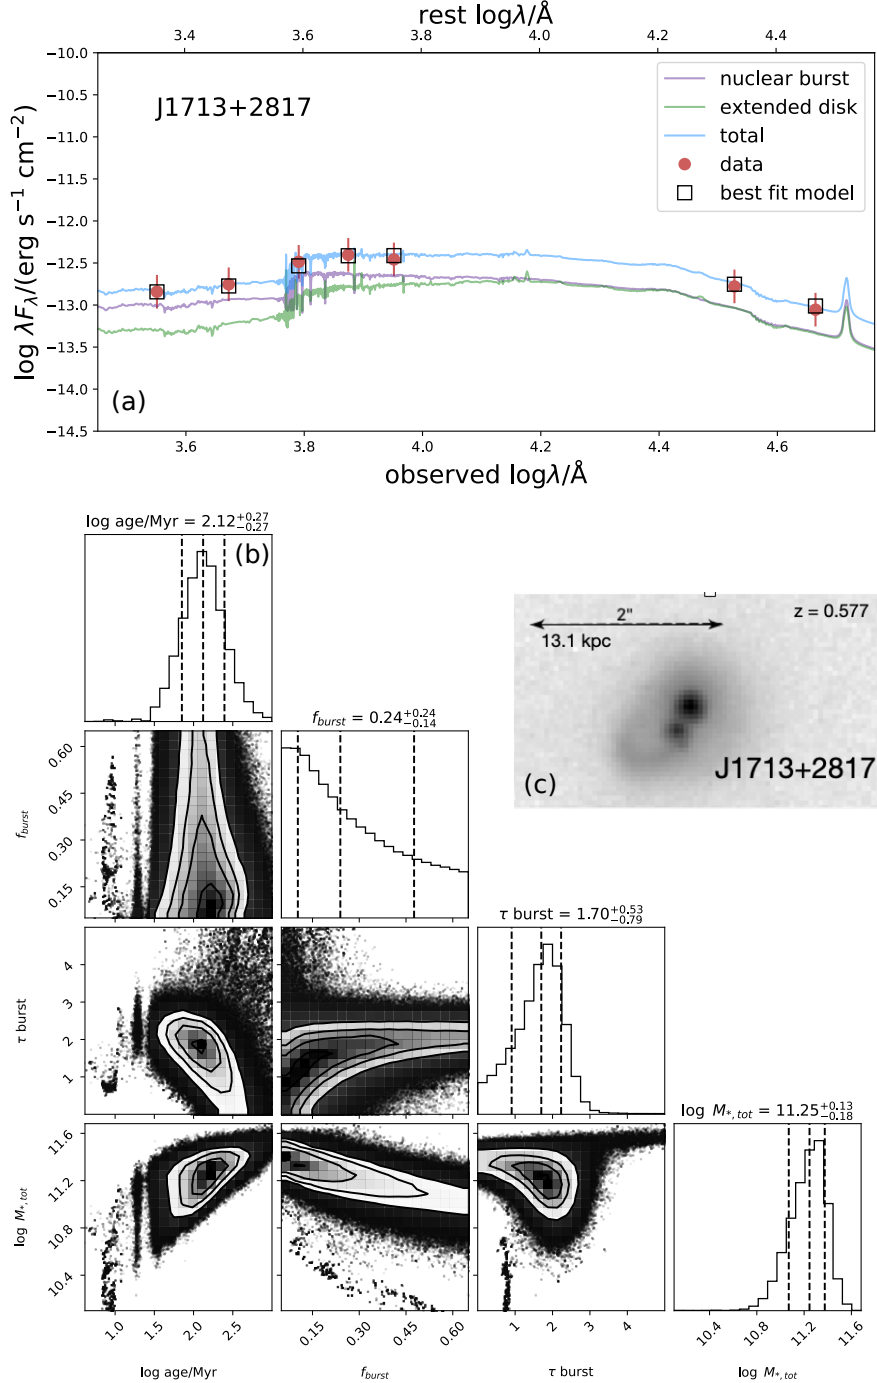 rest logλ/Å
3.4 3.6 3.8 4.0 4.2 4.4
−10.0
−10.5
−11.0
−11.5
−12.0
−12.5
−13.0
−13.5
−14.0
−14.5
log λFλ/(erg s−1 cm−2)
J1713+2817
nuclear burst
extended disk
total
data
best fit model
(a)
3.6 3.8 4.0 4.2 4.4 4.6
observed logλ/Å
log age/Myr = 2.12+0.27−0.27
(b)
2"
z = 0.577
13.1 kpc
J1713+2817
(c)
fburst = 0.24+0.24−0.14
0.60
0.45
0.30
0.15
fburst
τ burst = 1.70+0.53−0.79
4
3
2
1
τ burst
log M*,tot = 11.25+0.13−0.18
11.6
11.2
10.8
10.4
log M*,tot
1.0 1.5 2.0 2.5
log age/Myr
0.15 0.30 0.45 0.60
fburst
1 2 3 4
τ burst
10.4 10.8 11.2 11.6
log M*,tot